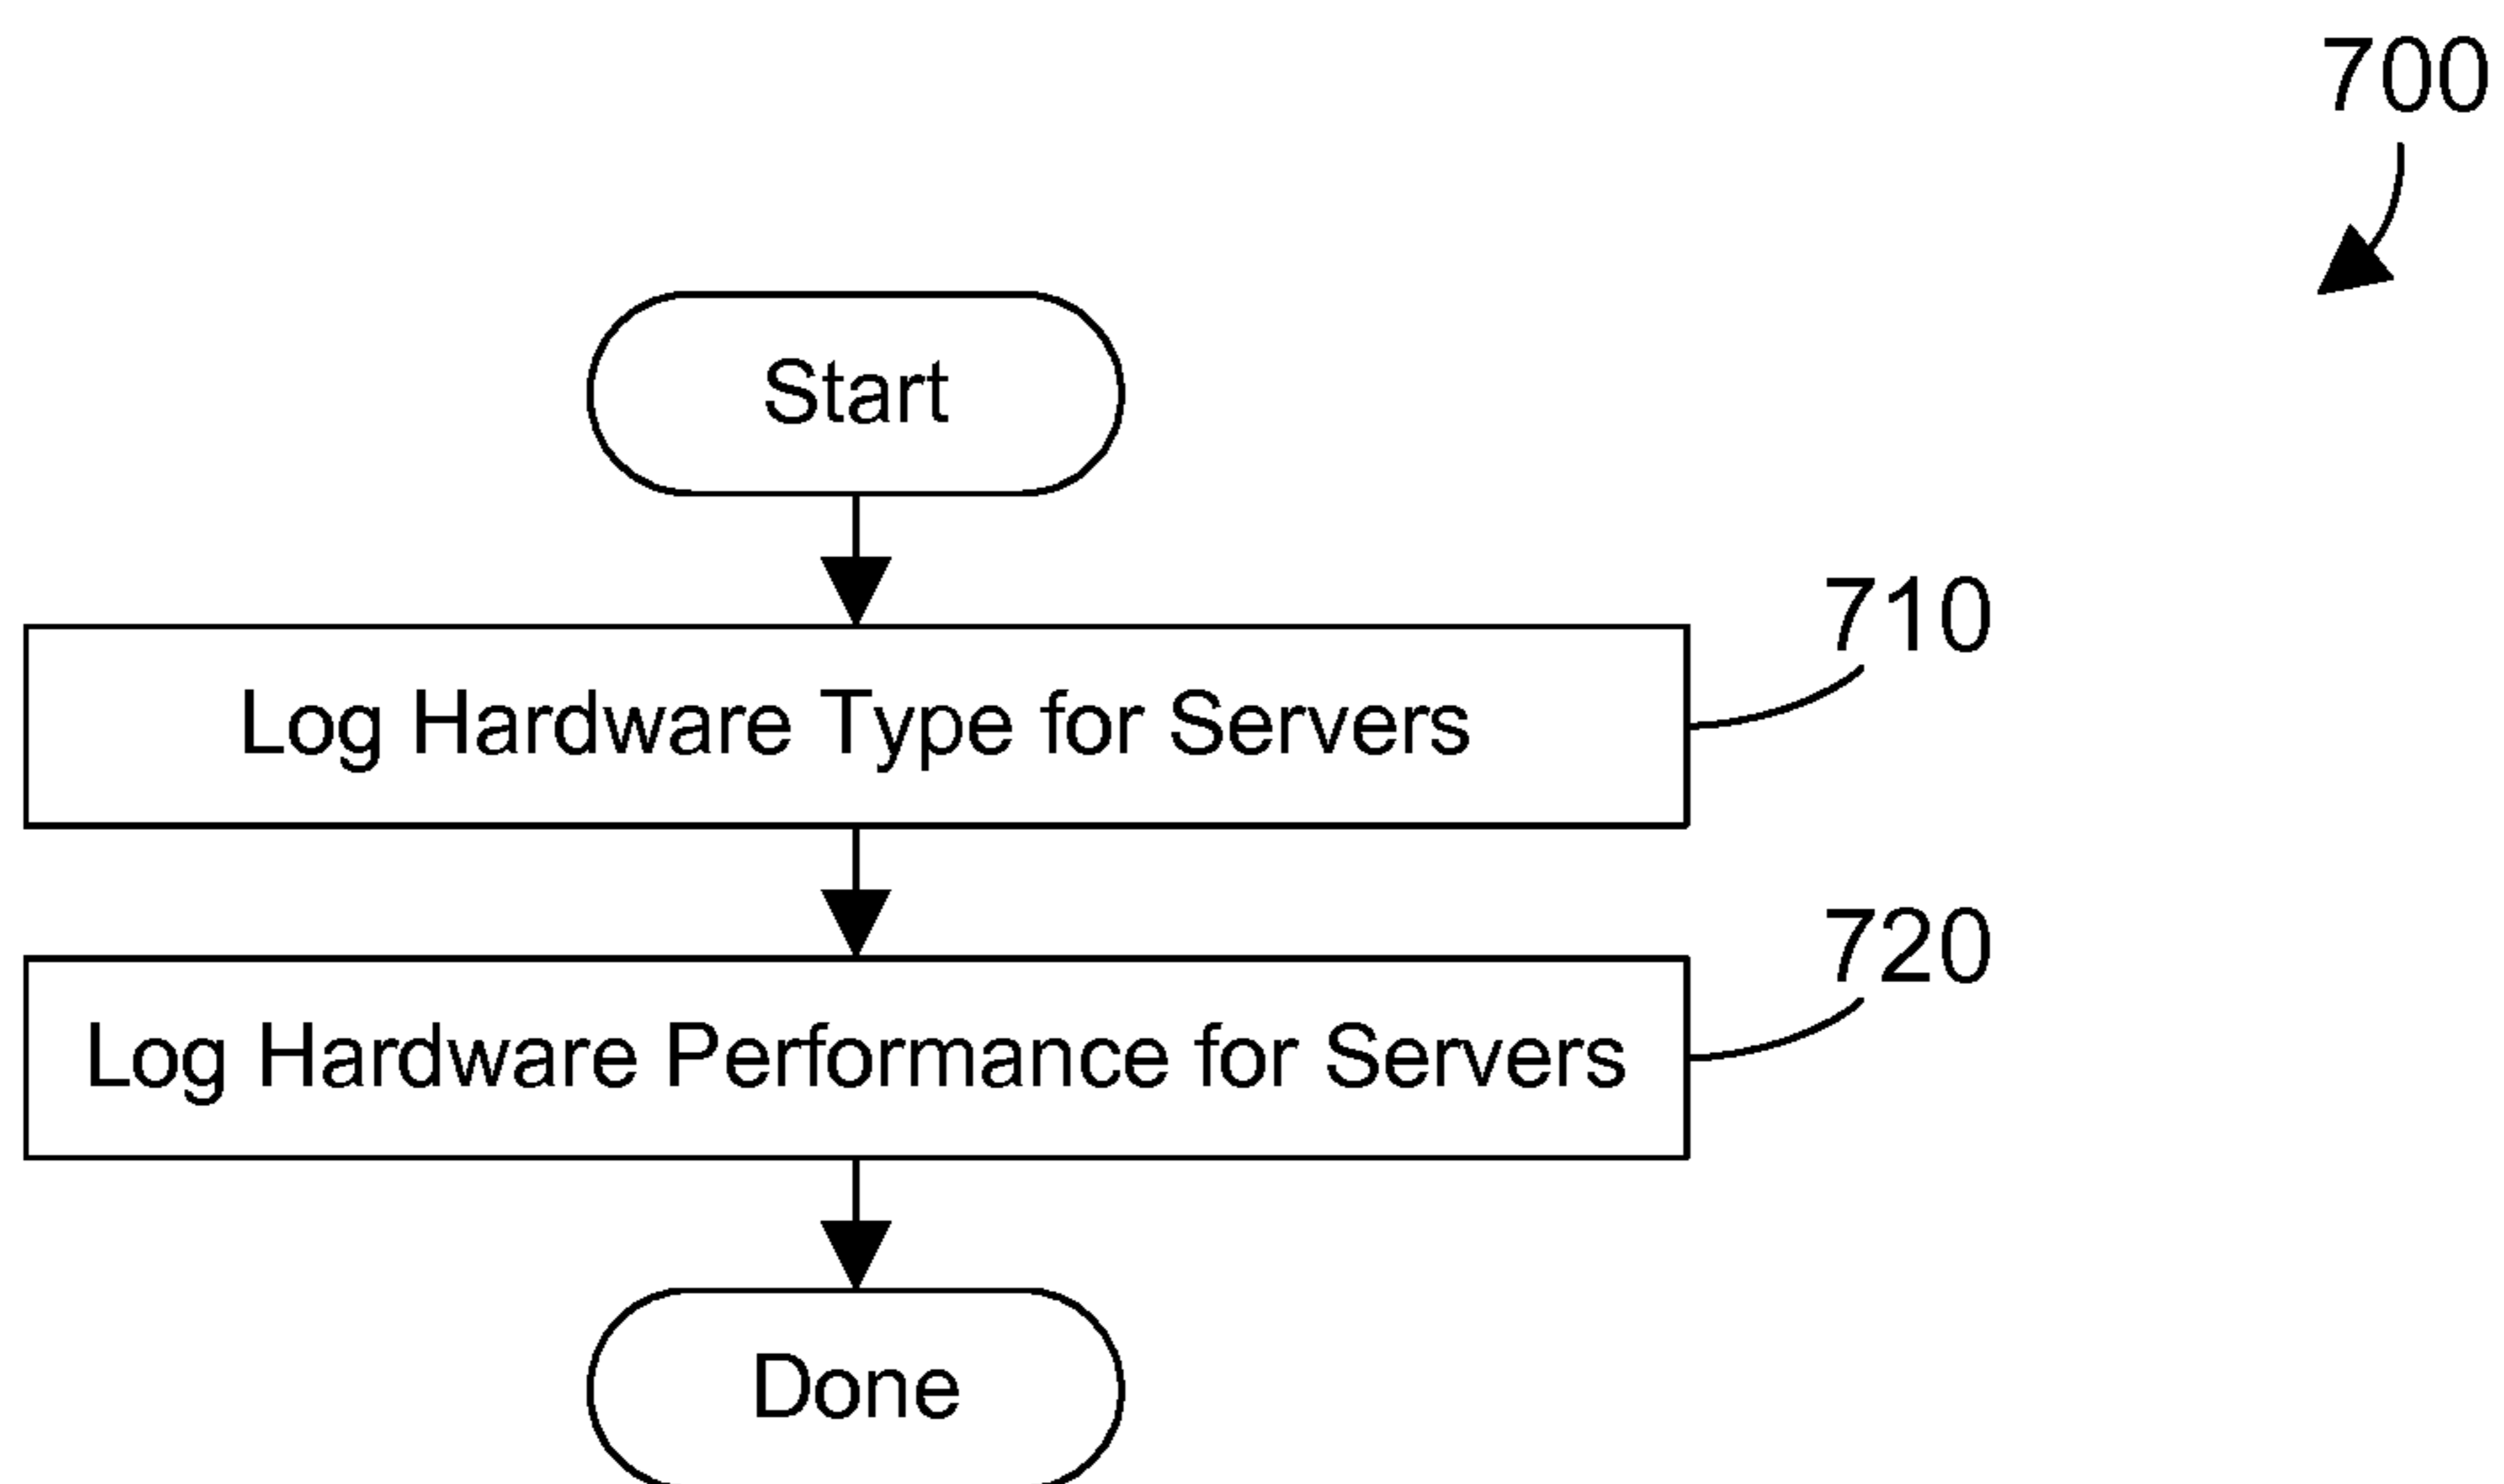 700
Start
710
Log Hardware Type for Servers
720
Log Hardware Performance for Servers
Done